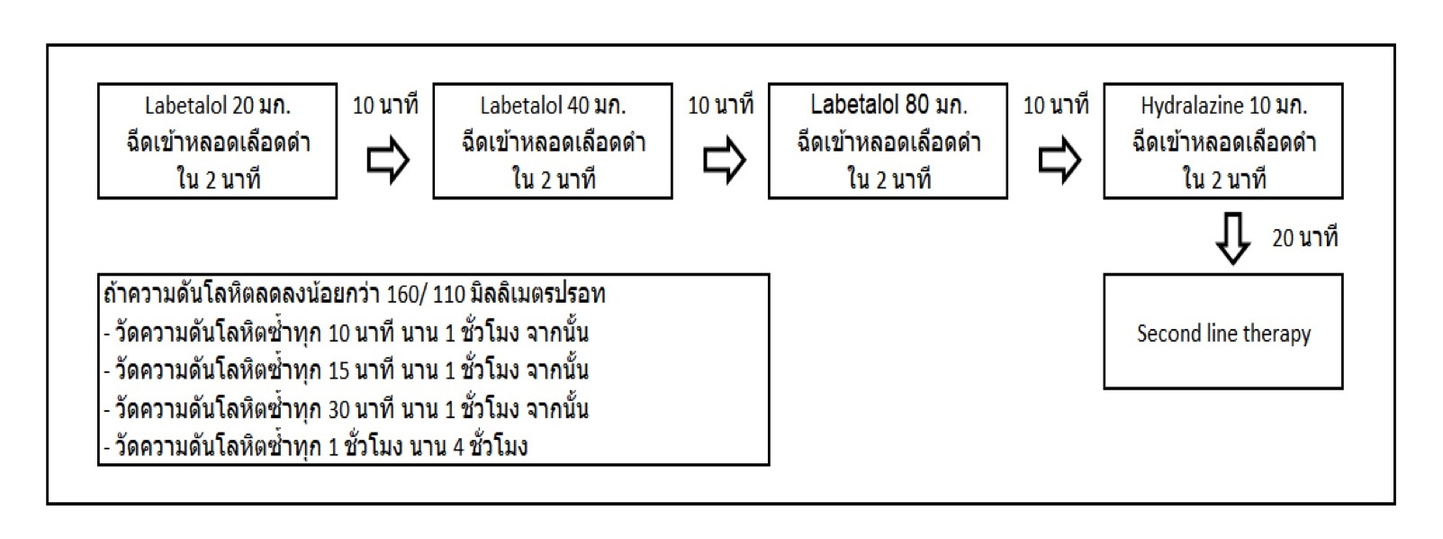 Labetalol 20 มก.
ฉีดเข้าหลอดเลือดดำ
ใน 2 นาที
10 นาที
Labetalol 40 มก.
ฉีดเข้าหลอดเลือดดำ
ใน 2 นาที
10 นาที
Labetalol 80 มก.
ฉีดเข้าหลอดเลือดดำ
ใน 2 นาที
10 นาที
Hydralazine 10 มก.
ฉีดเข้าหลอดเลือดดำ
ใน 2 นาที
20 นาที
Second line therapy
ถ้าความดันโลหิตลดลงน้อยกว่า 160/ 110 มิลลิเมตรปรอท
- วัดความดันโลหิตซ้ำทุก 10 นาที นาน 1 ชั่วโมง จากนั้น
- วัดความดันโลหิตซ้ำทุก 15 นาที นาน 1 ชั่วโมง จากนั้น
- วัดความดันโลหิตซ้ำทุก 30 นาที นาน 1 ชั่วโมง จากนั้น
- วัดความดันโลหิตซ้ำทุก 1 ชั่วโมง นาน 4 ชั่วโมง